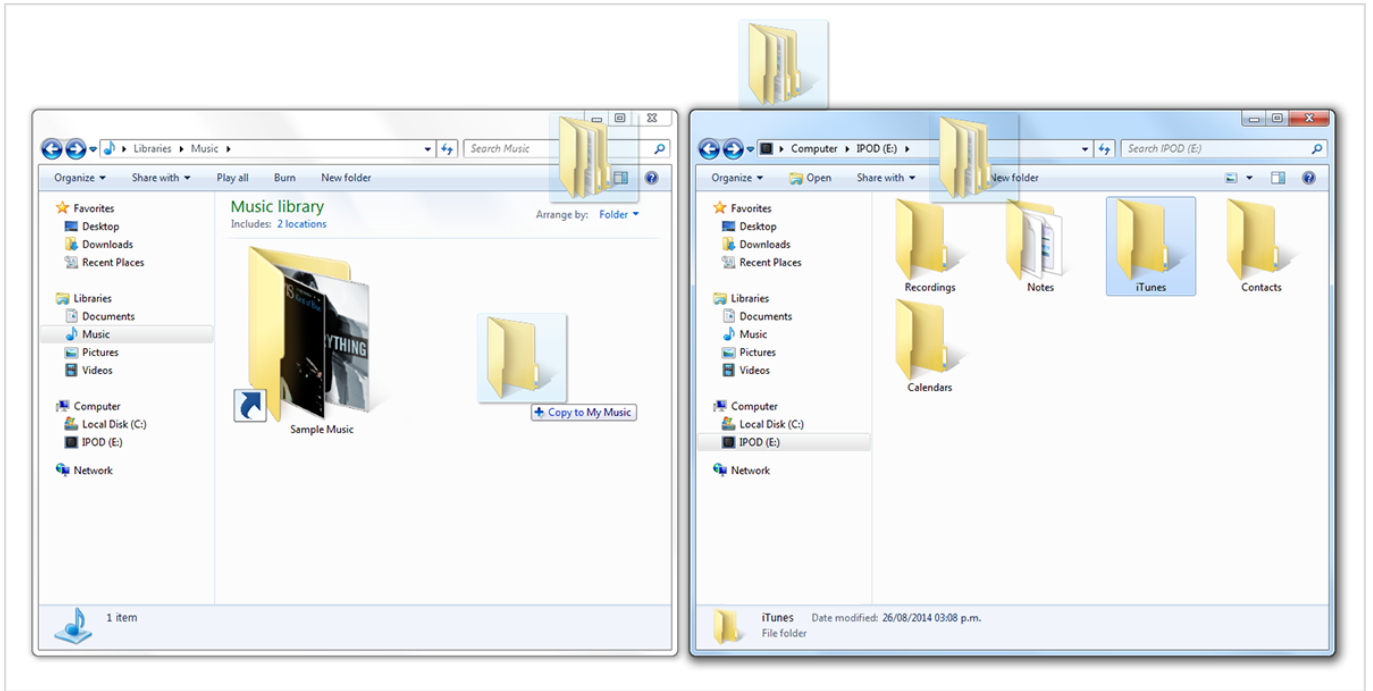 Libraries Music
Search Music
Organize Share with Play all Burn New folder
Favorites
Desktop
Downloads
Recent Places
Libraries
Documents
Music
Pictures
Videos
Computer
Local Disk (C:)
IPOD (E:)
Network
Music library
Includes: 2 locations
Arrange by: Folder
YTHING
Sample Music
Copy to My Music
1 item
Computer IPOD (E:)
Search IPOD (E:)
Organize Open Share with New folder
Favorites
Desktop
Downloads
Recent Places
Libraries
Documents
Music
Pictures
Videos
Computer
Local Disk (C:)
IPOD (E:)
Network
Recordings Notes iTunes Contacts
Calendars
iTunes Date modified: 26/08/2014 03:08 p.m.
File folder